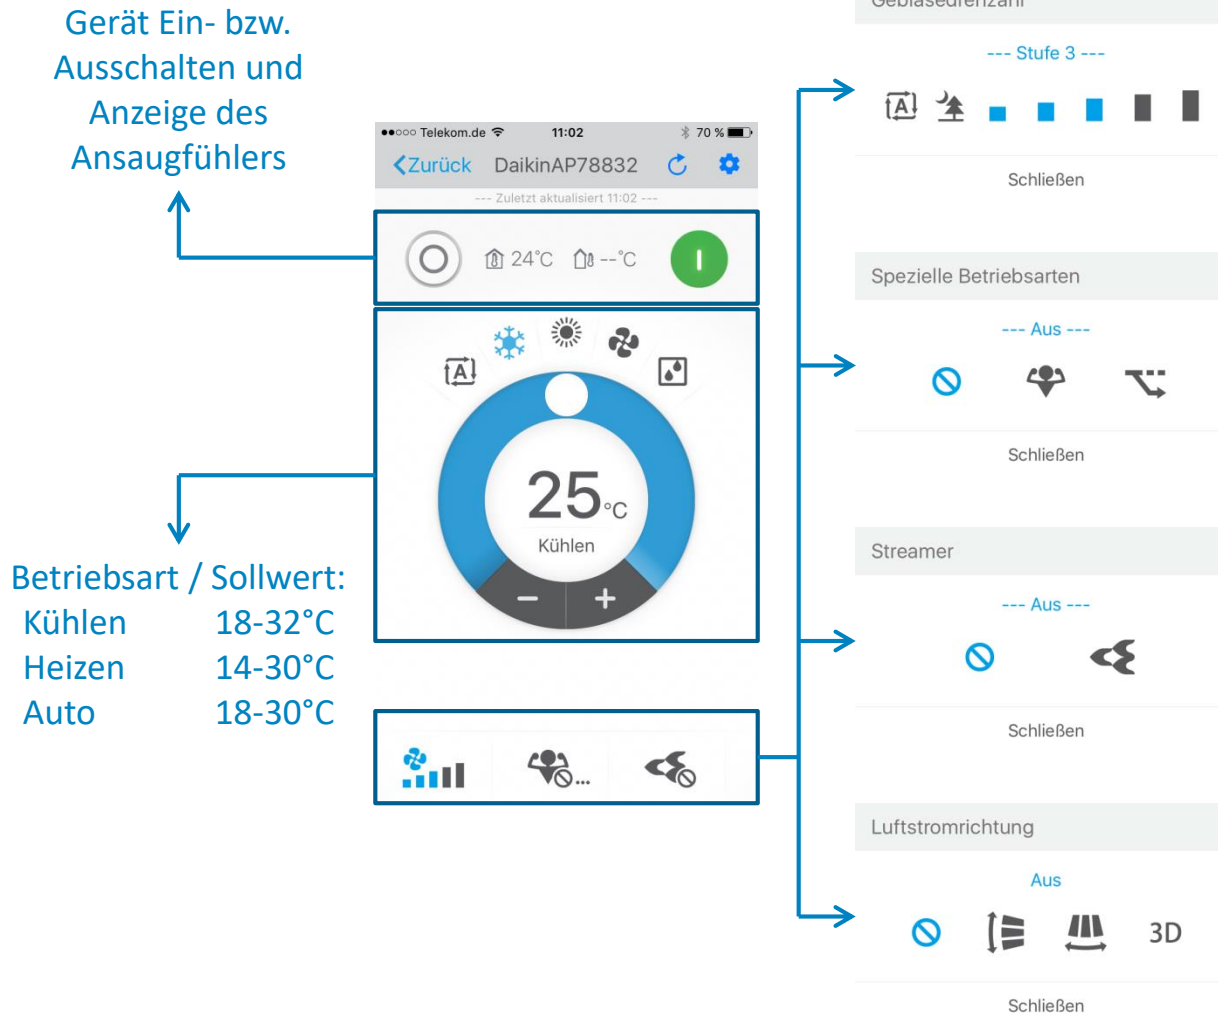 Gerät Ein- bzw.
Ausschalten und
Anzeige des
Ansaugfühlers
Telekom.de 11:02 70 %
Zurück DaikinAP78832
--- Zuletzt aktualisiert 11:02 ---
24°C --°C
A
25 °C
Kühlen
− +
Betriebsart / Sollwert:
Kühlen 18-32°C
Heizen 14-30°C
Auto 18-30°C
...
Gebläsedrehzahl
--- Stufe 3 ---
A
Schließen
Spezielle Betriebsarten
--- Aus ---
Schließen
Streamer
--- Aus ---
Schließen
Luftstromrichtung
Aus
3D
Schließen